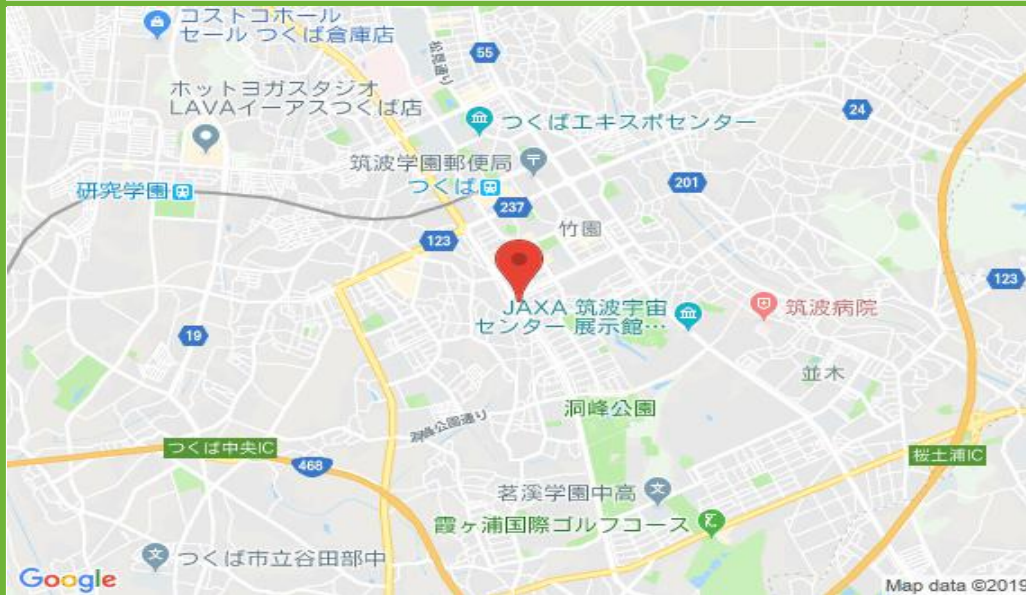 コストコホール
セール つくば倉庫店
55
松見通り
ホットヨガスタジオ
LAVAイーアスつくば店
24
つくばエキスポセンター
筑波学園郵便局
つくば
研究学園
201
237
竹園
123
123
JAXA 筑波宇宙
センター 展示館…
筑波病院
19
並木
洞峰公園
洞峰公園通り
つくば中央IC
468
桜土浦IC
茗溪学園中高
霞ヶ浦国際ゴルフコース
つくば市立谷田部中
Google
Map data ©2019